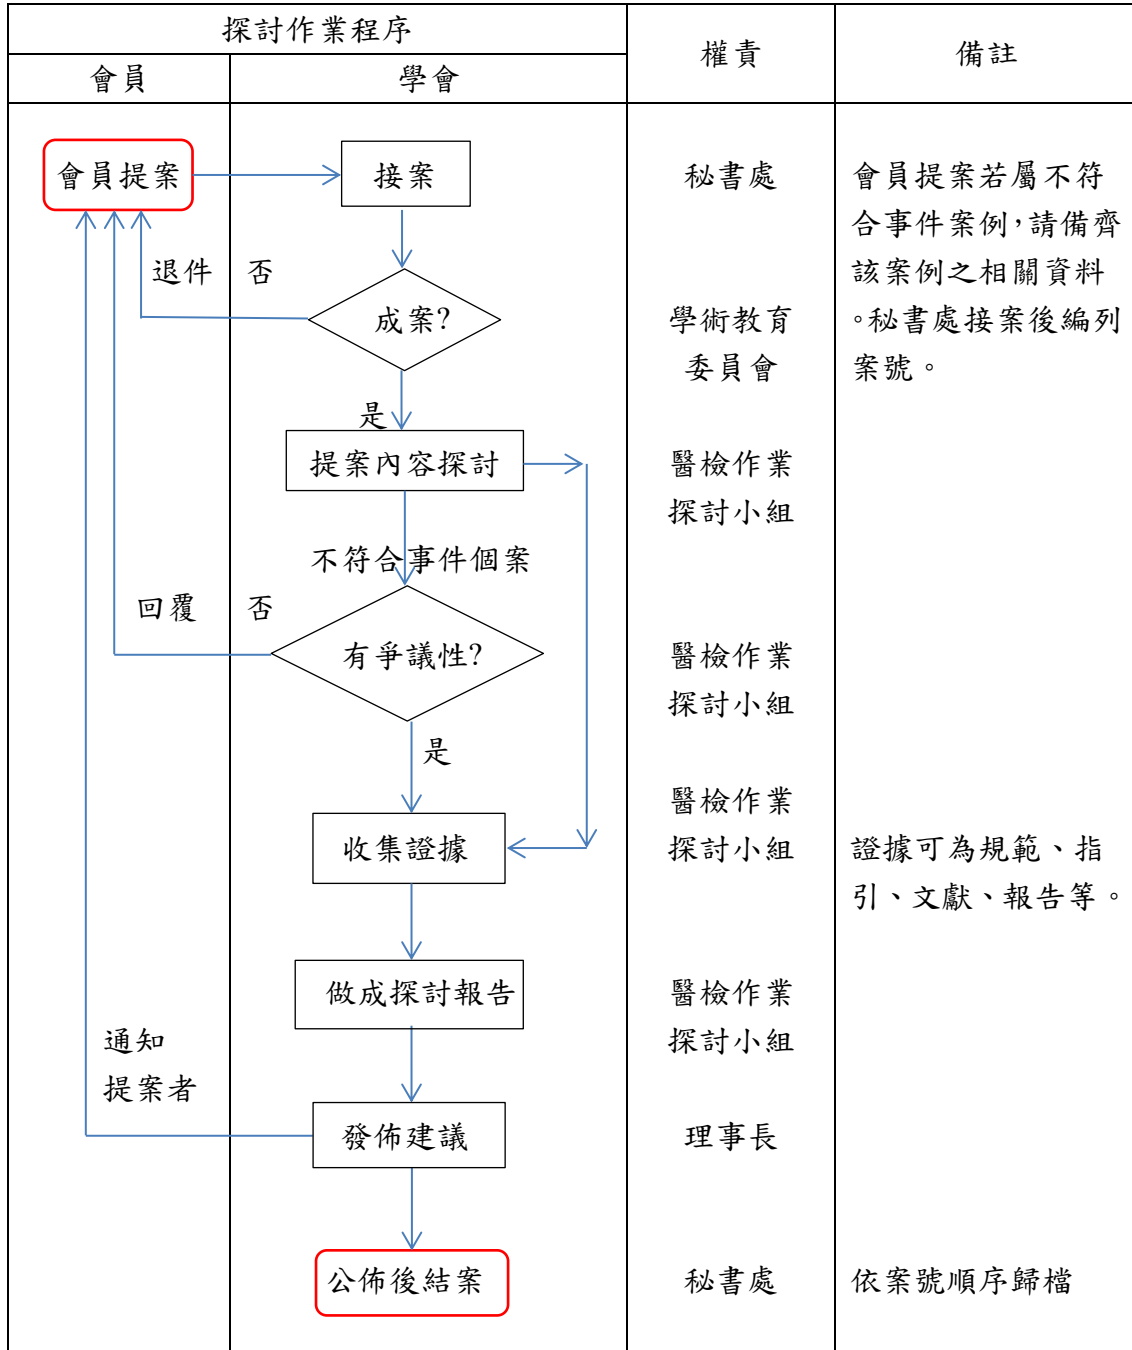 探討作業程序
權責
備註
會員
學會
會員提案
接案
秘書處
會員提案若屬不符
合事件案例,請備齊
該案例之相關資料
。秘書處接案後編列
案號。
退件
否
成案?
學術教育
委員會
是
提案內容探討
醫檢作業
探討小組
不符合事件個案
回覆
否
有爭議性?
醫檢作業
探討小組
是
收集證據
醫檢作業
探討小組
證據可為規範、指
引、文獻、報告等。
做成探討報告
醫檢作業
探討小組
通知
提案者
發佈建議
理事長
公佈後結案
秘書處
依案號順序歸檔